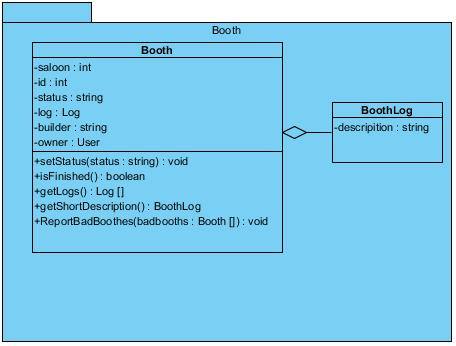 Booth
Booth
-saloon : int
-id : int
-status : string
-log : Log
-builder : string
-owner : User
+setStatus(status : string) : void
+isFinished() : boolean
+getLogs() : Log []
+getShortDescription() : BoothLog
+ReportBadBoothes(badbooths : Booth []) : void
BoothLog
-descripition : string